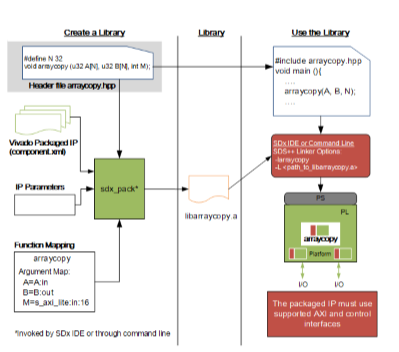 Create a Library
Library
Use the Library
#define N 32
void arraycopy (u32 A[N], u32 B[N], int M);
Header file arraycopy.hpp
#include arraycopy.hpp
void main (){
....
arraycopy(A, B, N);
....
Vivado Packaged IP
(component.xml)
IP Parameters
sdx_pack*
libarraycopy.a
SDx IDE or Command Line
SDS++ Linker Options:
-larraycopy
-L <path_to_libarraycopy.a>
PS
PL
arraycopy
Platform
I/O
I/O
Function Mapping
arraycopy
Argument Map:
A=A:in
B=B:out
M=s_axi_lite:in:16
The packaged IP must use
supported AXI and control
interfaces
*Invoked by SDx IDE or through command line